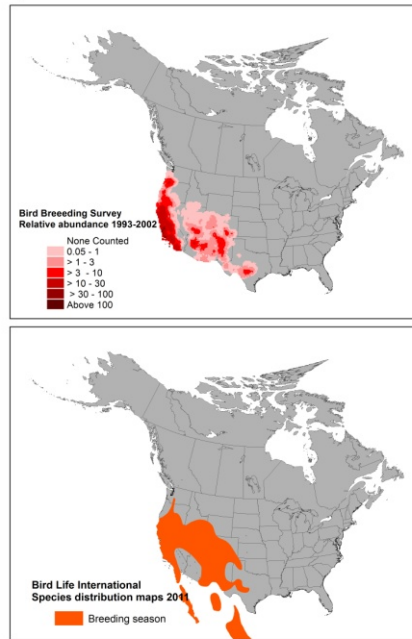 Bird Breeding Survey
Relative abundance 1993-2002
None Counted
0.05 - 1
> 1 - 3
> 3 - 10
> 10 - 30
> 30 - 100
Above 100
Bird Life International
Species distribution maps 2011
Breeding season